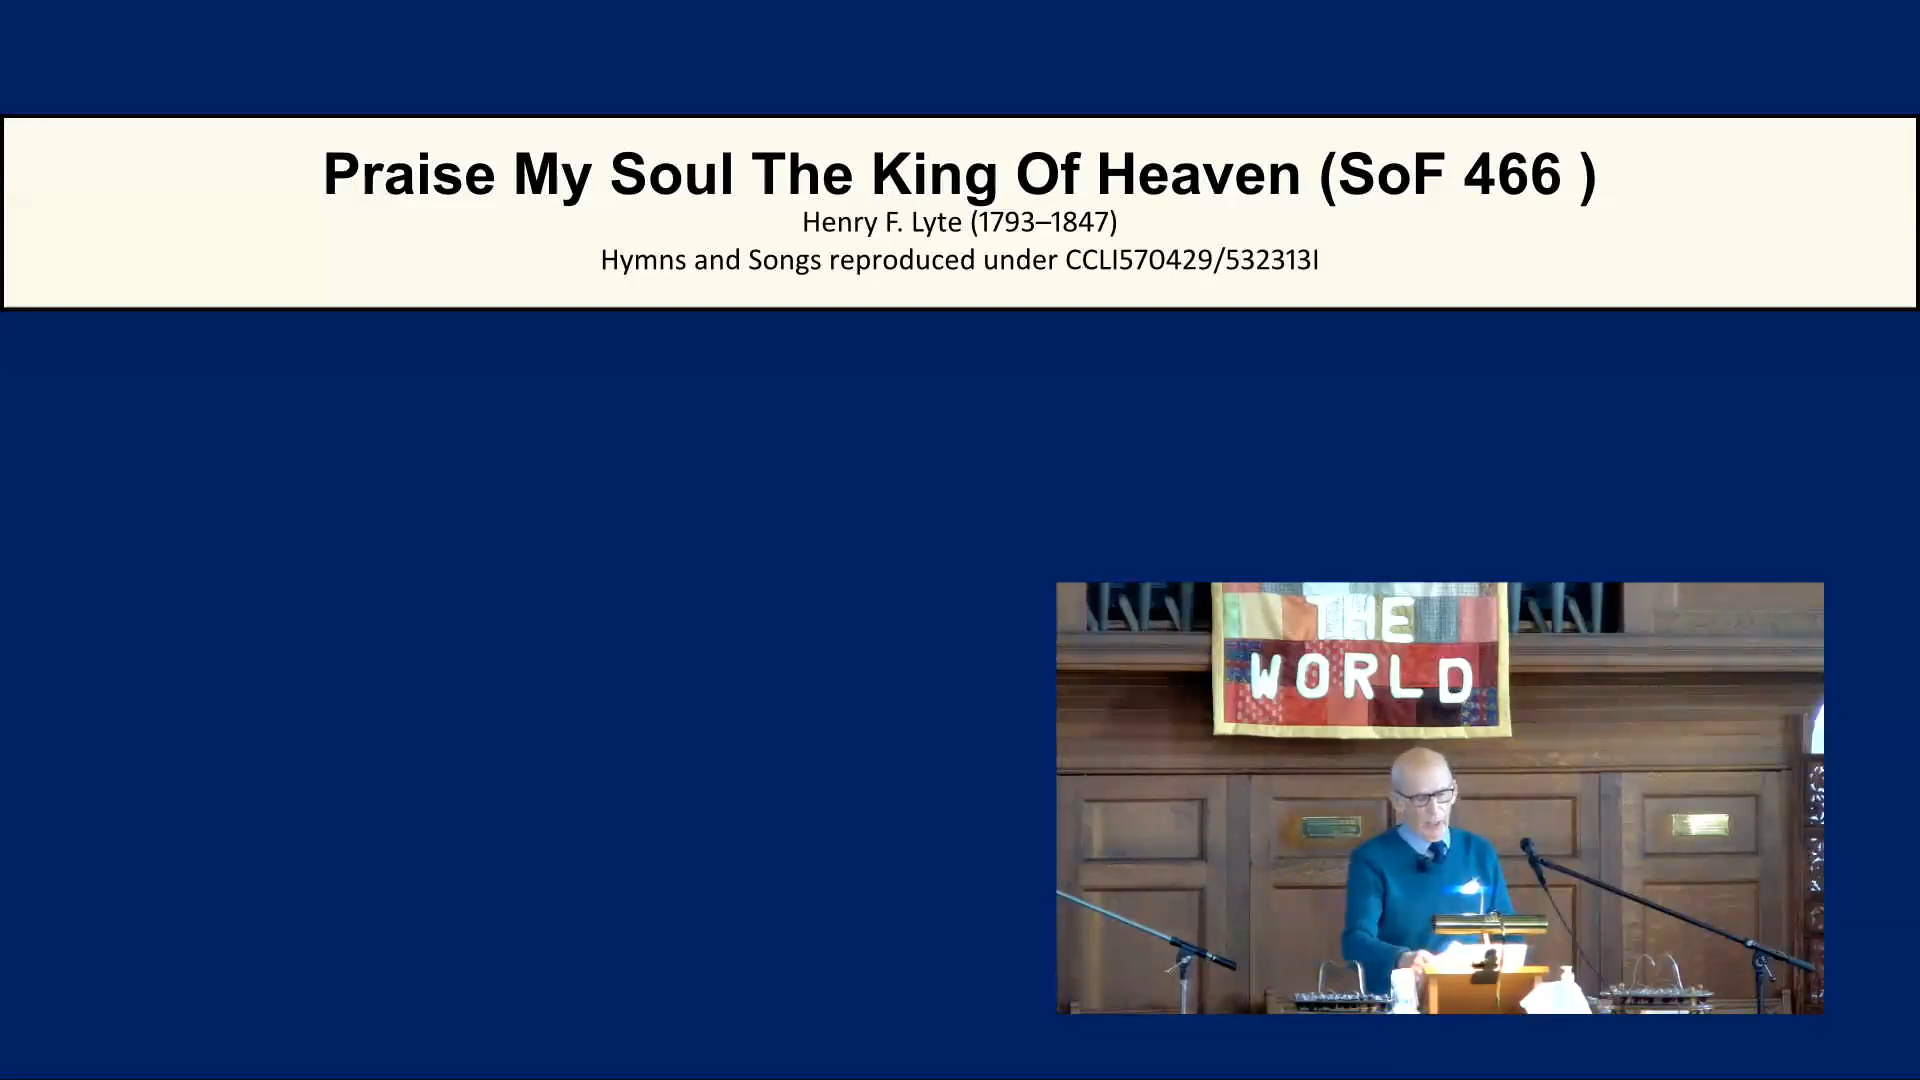 Praise My Soul The King Of Heaven (SoF 466 )
Henry F. Lyte (1793–1847)
Hymns and Songs reproduced under CCLI570429/532313I
THE
WORLD